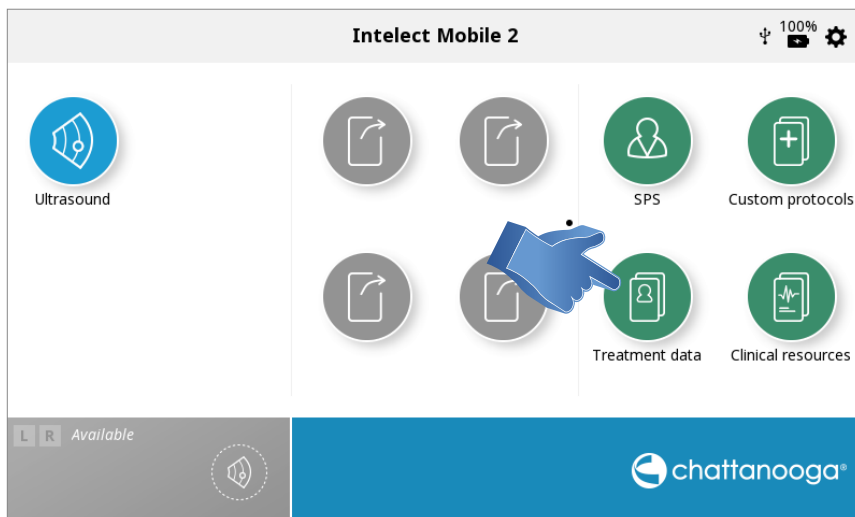 Intelect Mobile 2
100%
Ultrasound
SPS
Custom protocols
Treatment data
Clinical resources
L R Available
chattanooga®